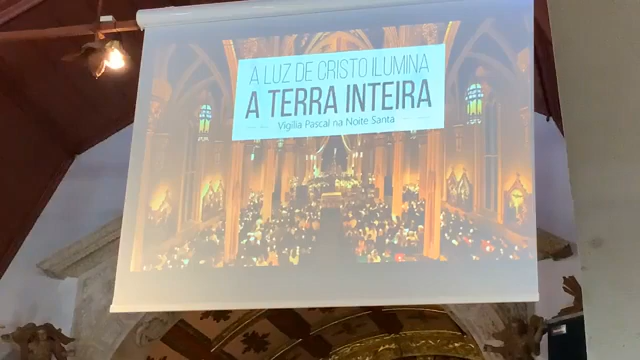 A LUZ DE CRISTO ILUMINA
A TERRA INTEIRA
Vigília Pascal na Noite Santa